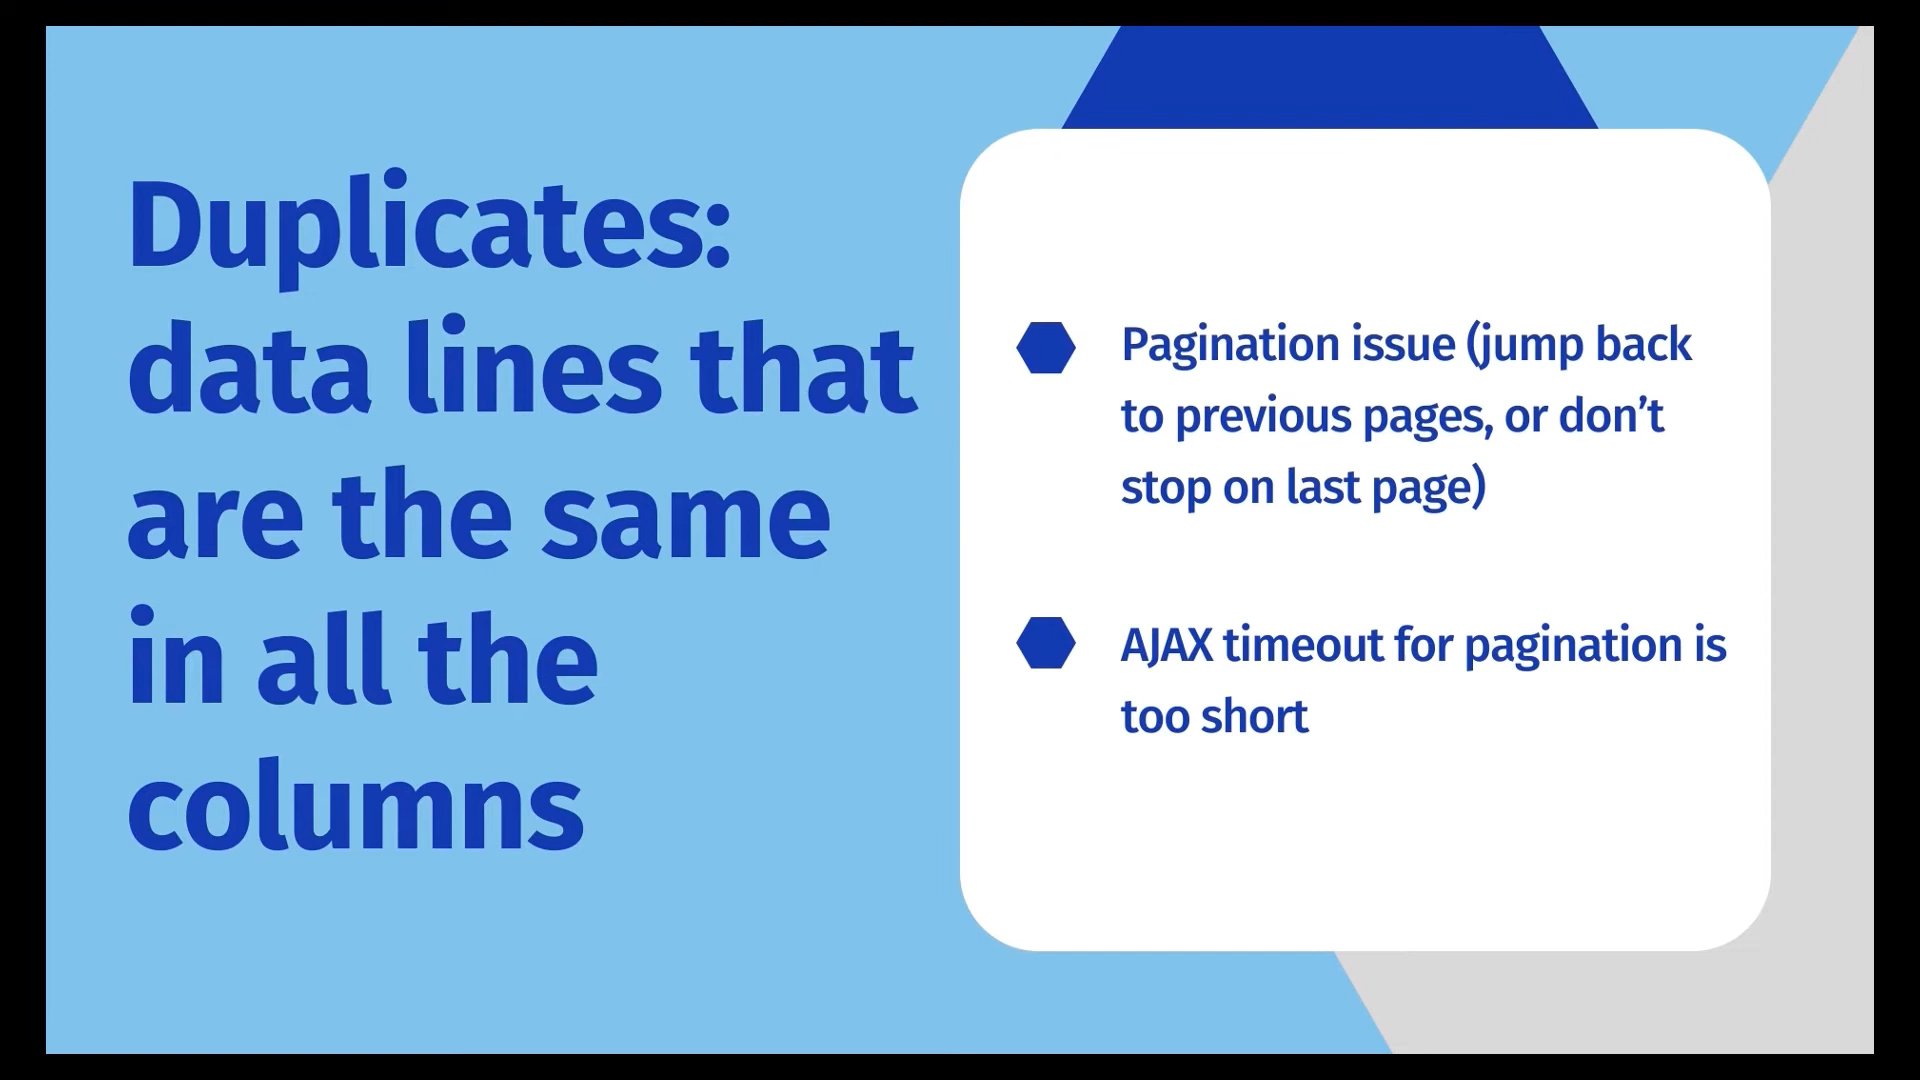 Duplicates:
data lines that
are the same
in all the
columns
Pagination issue (jump back
to previous pages, or don’t
stop on last page)
AJAX timeout for pagination is
too short